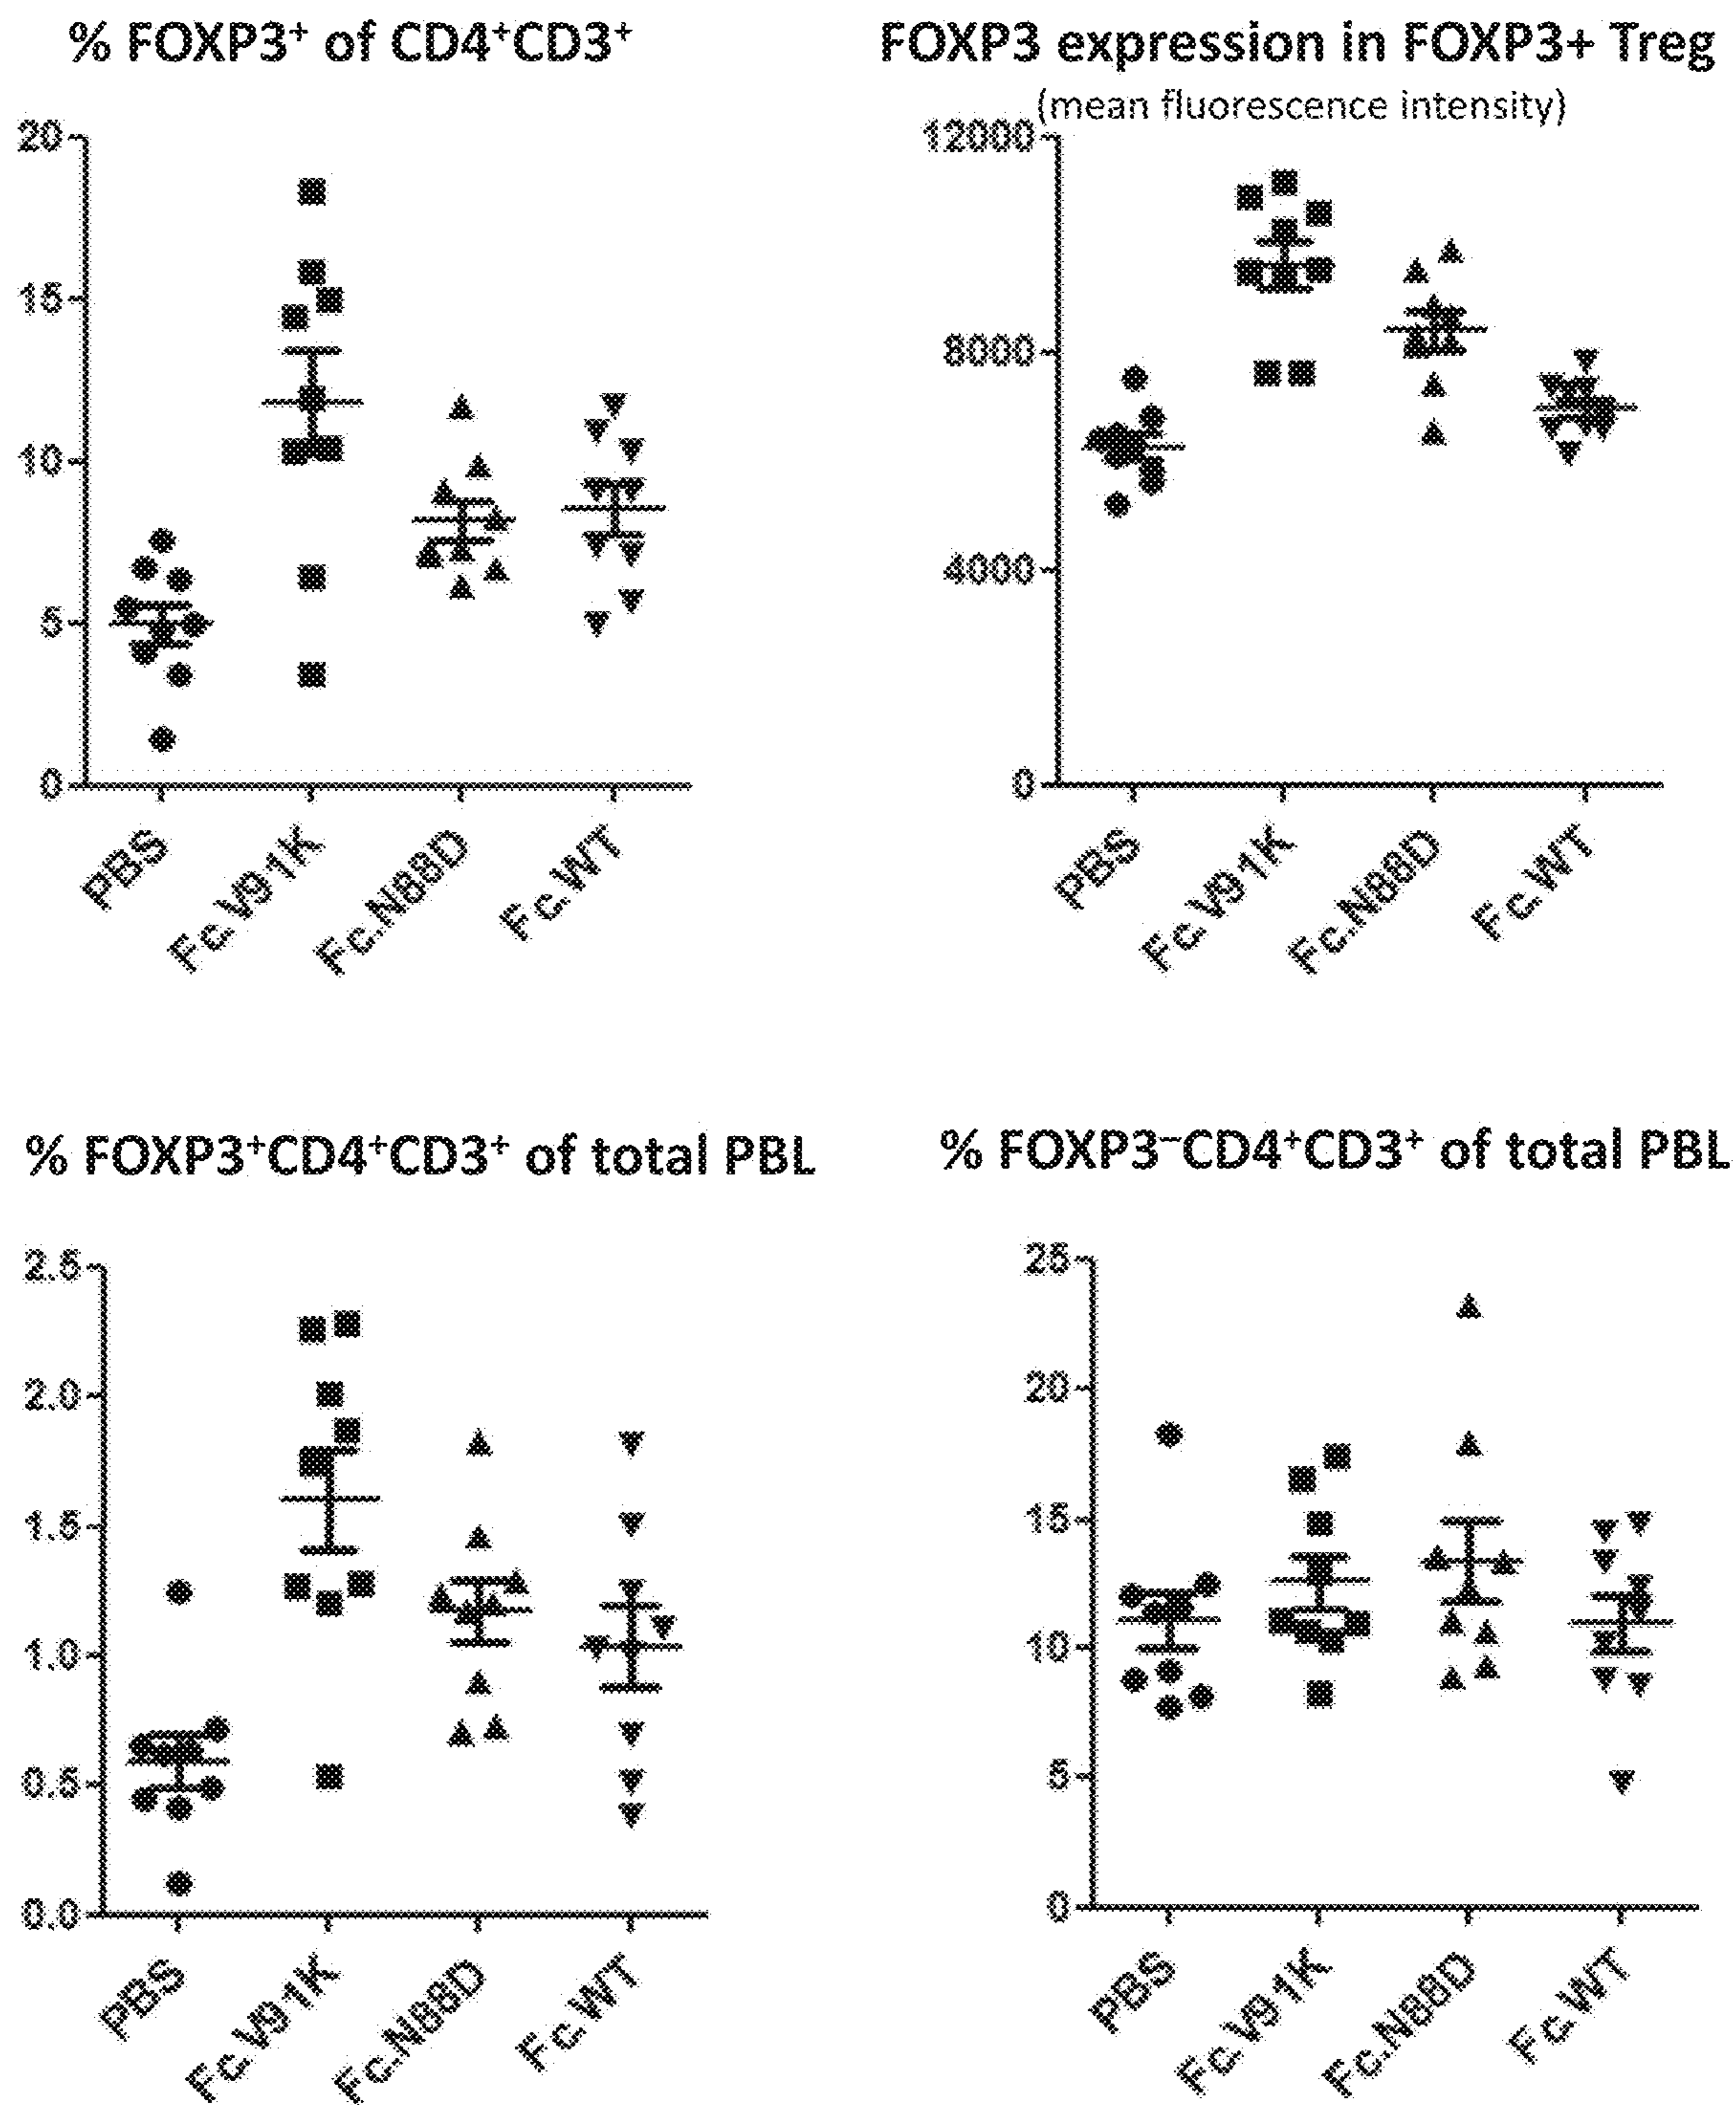 % FOXP3⁺ of CD4⁺CD3⁺
20
15
10
5
0
PBS
Fc.V91K
Fc.N88D
Fc.WT
FOXP3 expression in FOXP3+ Treg
(mean fluorescence intensity)
12000
8000
4000
0
PBS
Fc.V91K
Fc.N88D
Fc.WT
% FOXP3⁺CD4⁺CD3⁺ of total PBL
2.5
2.0
1.5
1.0
0.5
0.0
PBS
Fc.V91K
Fc.N88D
Fc.WT
% FOXP3⁻CD4⁺CD3⁺ of total PBL
25
20
15
10
5
0
PBS
Fc.V91K
Fc.N88D
Fc.WT